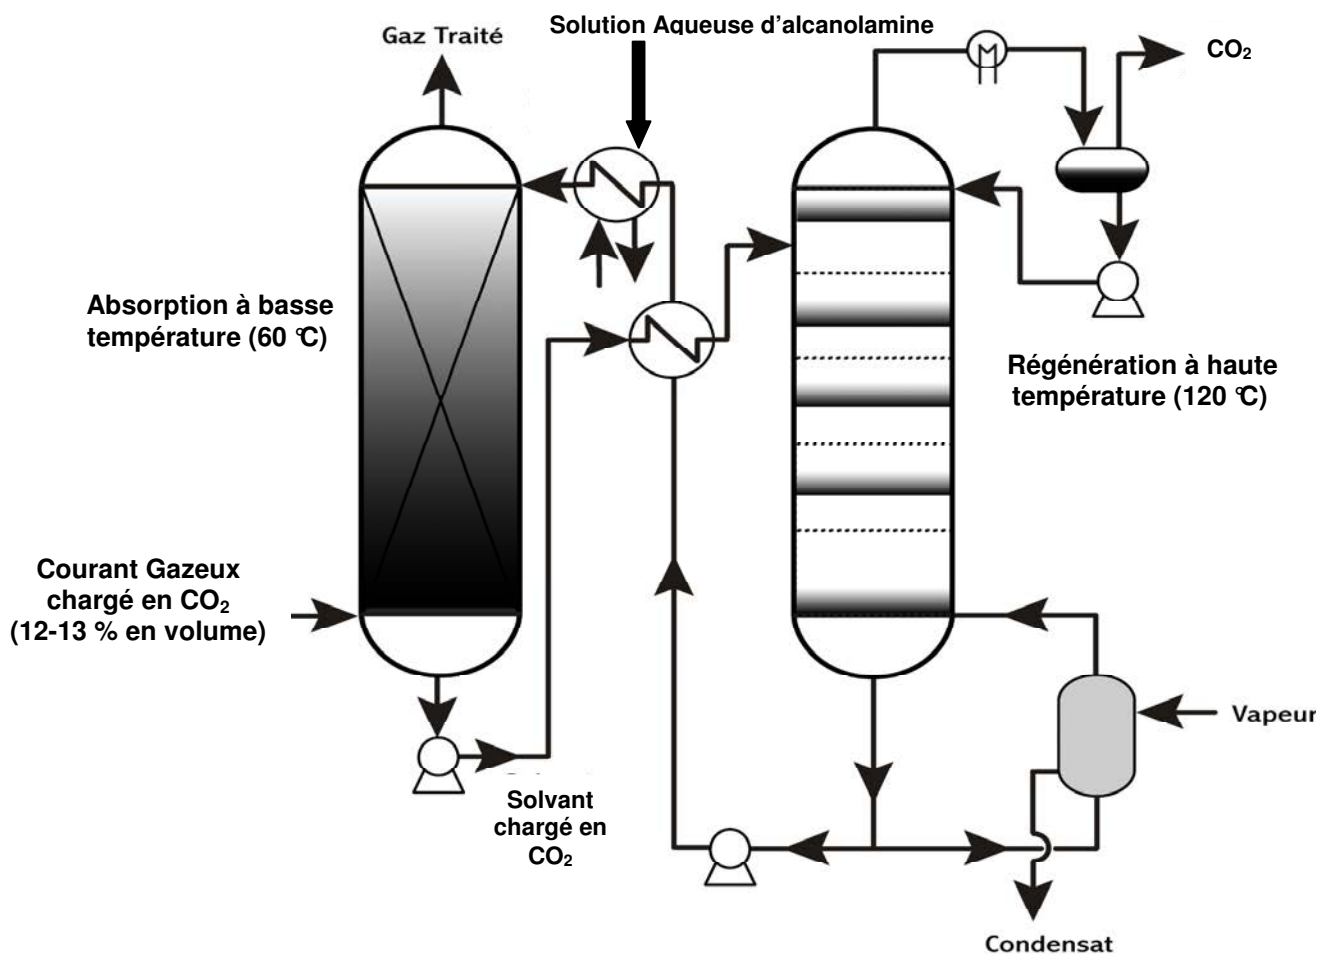 Solution Aqueuse d'alcanolamine
Gaz Traité
CO₂
Absorption à basse
température (60 °C)
Régénération à haute
température (120 °C)
Courant Gazeux
chargé en CO₂
(12-13 % en volume)
Vapeur
Solvant
chargé en
CO₂
Condensat